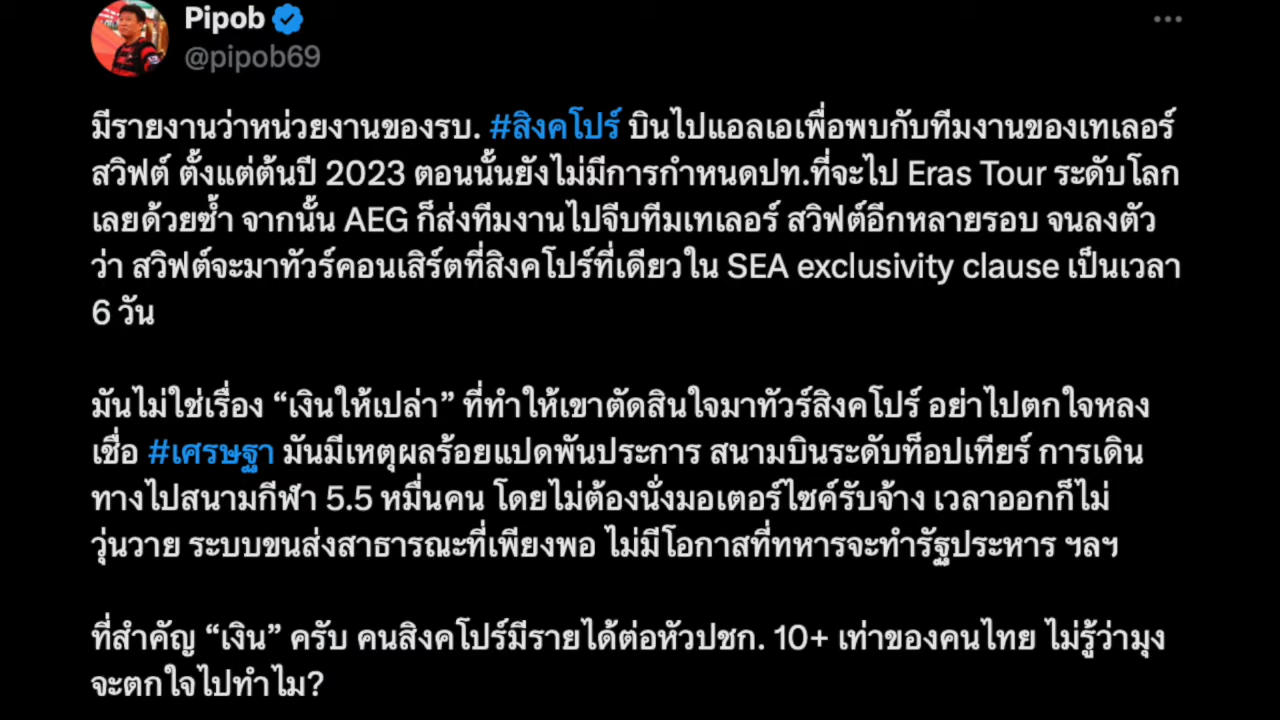 Pipob
@pipob69
มีรายงานว่าหน่วยงานของรบ. #สิงคโปร์ บินไปแอลเอเพื่อพบกับทีมงานของเทเลอร์
สวิฟต์ ตั้งแต่ต้นปี 2023 ตอนนั้นยังไม่มีการกำหนดปท.ที่จะไป Eras Tour ระดับโลก
เลยด้วยซ้ำ จากนั้น AEG ก็ส่งทีมงานไปจีบทีมเทเลอร์ สวิฟต์อีกหลายรอบ จนลงตัว
ว่า สวิฟต์จะมาทัวร์คอนเสิร์ตที่สิงคโปร์ที่เดียวใน SEA exclusivity clause เป็นเวลา
6 วัน
มันไม่ใช่เรื่อง “เงินให้เปล่า” ที่ทำให้เขาตัดสินใจมาทัวร์สิงคโปร์ อย่าไปตกใจหลง
เชื่อ #เศรษฐา มันมีเหตุผลร้อยแปดพันประการ สนามบินระดับท็อปเทียร์ การเดิน
ทางไปสนามกีฬา 5.5 หมื่นคน โดยไม่ต้องนั่งมอเตอร์ไซค์รับจ้าง เวลาออกก็ไม่
วุ่นวาย ระบบขนส่งสาธารณะที่เพียงพอ ไม่มีโอกาสที่ทหารจะทำรัฐประหาร ฯลฯ
ที่สำคัญ “เงิน” ครับ คนสิงคโปร์มีรายได้ต่อหัวปชก. 10+ เท่าของคนไทย ไม่รู้ว่ามุง
จะตกใจไปทำไม?